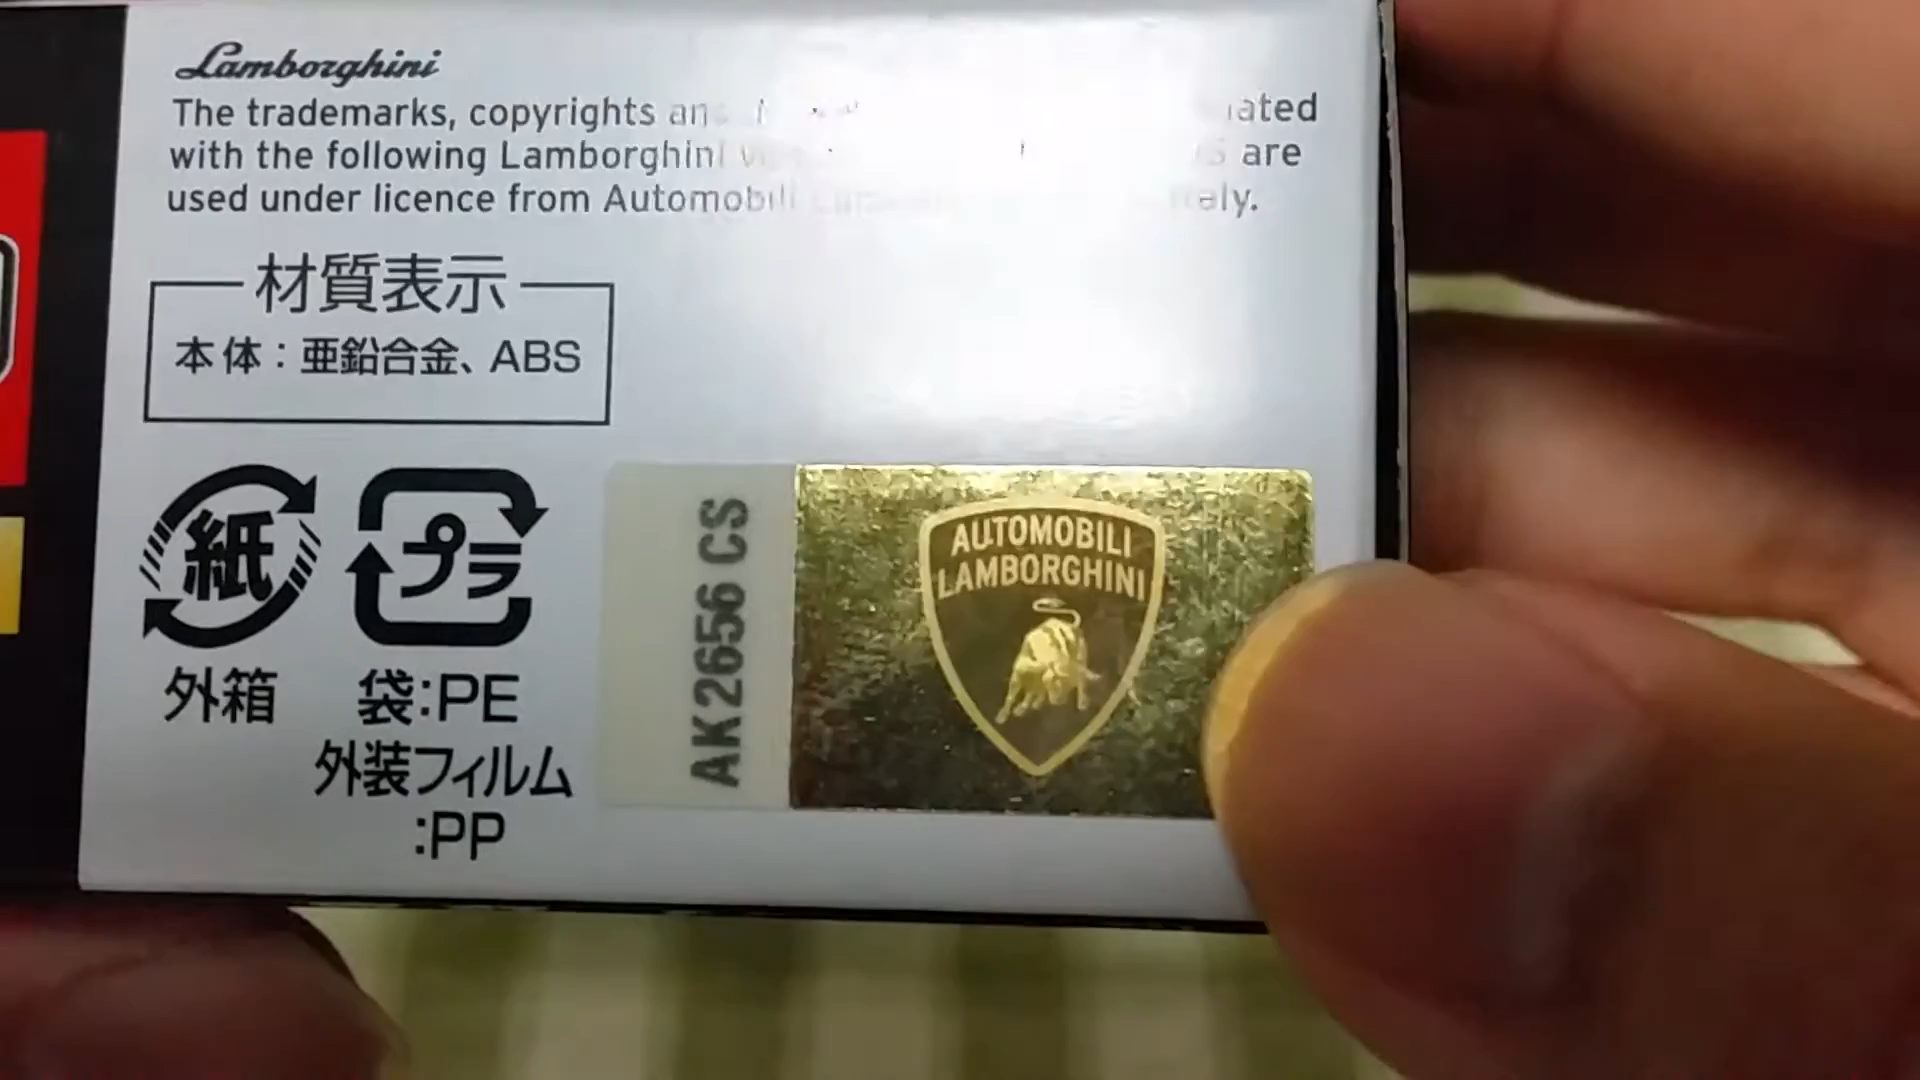 Lamborghini
The trademarks, copyrights
with the following Lamborghini are
used under licence from Automobili
材質表示
本体：亜鉛合金、ABS
紙
プラ
外箱
袋:PE
外装フィルム
:PP
AK2656 CS
AUTOMOBILI
LAMBORGHINI